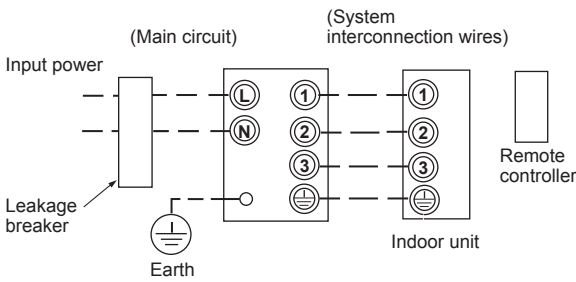 (System
(Main circuit) interconnection wires)
Input power
L 1 1
N 2 2
3 3
Remote
controller
Leakage
breaker
Indoor unit
Earth